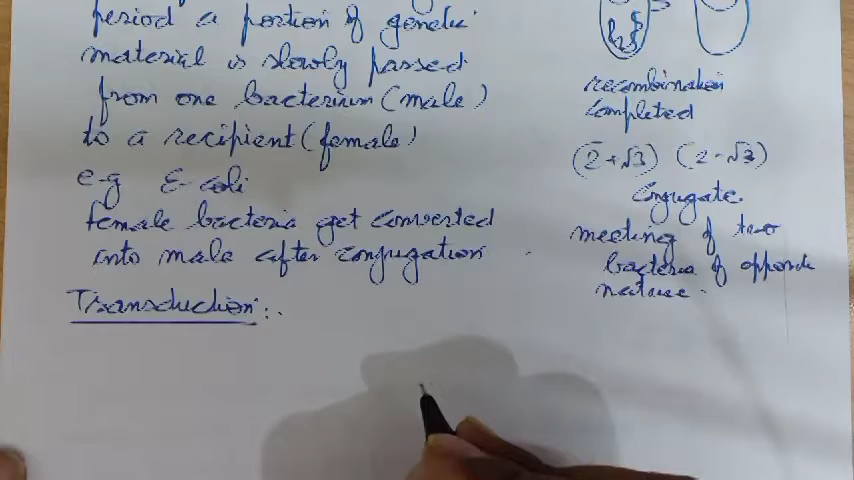 period a portion of genetic
material is slowly passed
from one bacterium (male)
to a recipient (female)
e-g E-coli
female bacteria get converted
into male after conjugation
Transduction:.
recombination
completed
(2+√3) (2-√3)
Conjugate.
meeting of two
bacteria of opposite
nature.